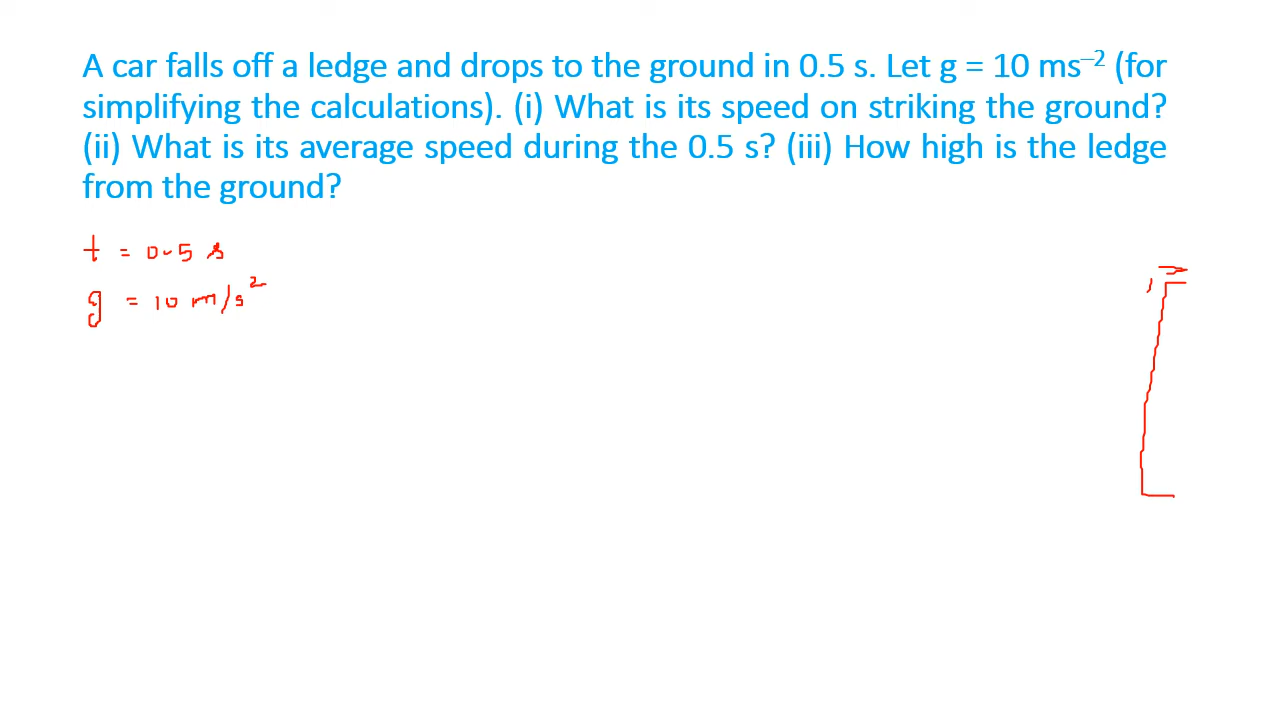 A car falls off a ledge and drops to the ground in 0.5 s. Let g = 10 ms⁻² (for
simplifying the calculations). (i) What is its speed on striking the ground?
(ii) What is its average speed during the 0.5 s? (iii) How high is the ledge
from the ground?
t = 0.5 s
g = 10 m/s²